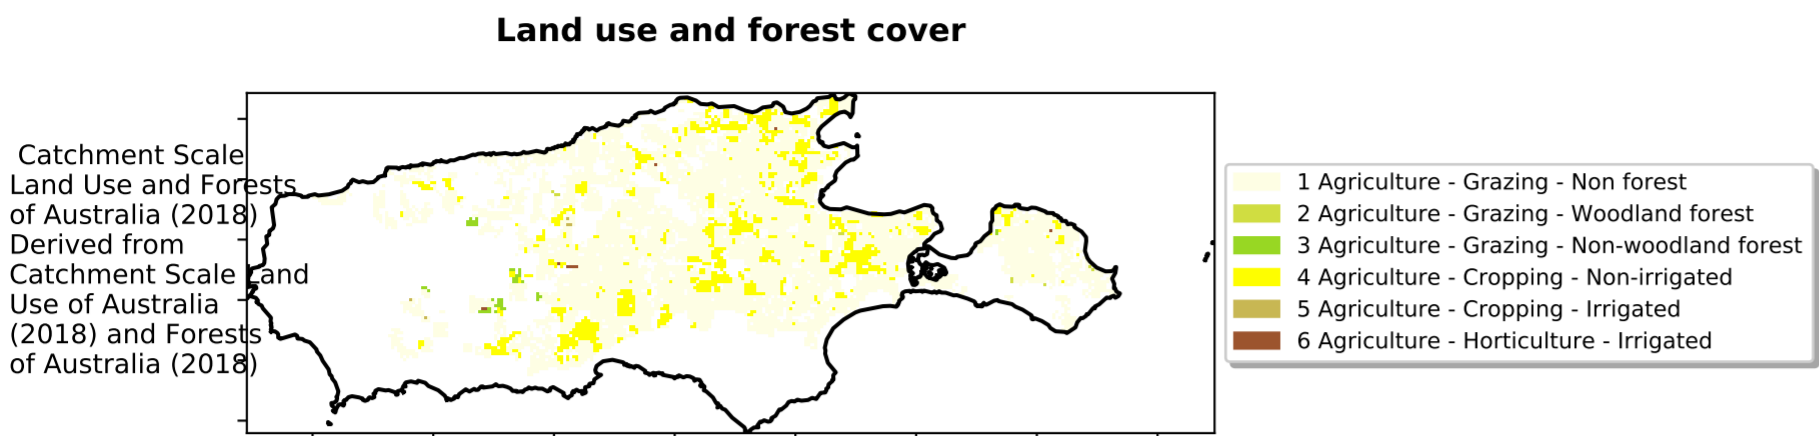 Land use and forest cover
Catchment Scale
Land Use and Forests
of Australia (2018)
Derived from
Catchment Scale Land
Use of Australia
(2018) and Forests
of Australia (2018)
1 Agriculture - Grazing - Non forest
2 Agriculture - Grazing - Woodland forest
3 Agriculture - Grazing - Non-woodland forest
4 Agriculture - Cropping - Non-irrigated
5 Agriculture - Cropping - Irrigated
6 Agriculture - Horticulture - Irrigated